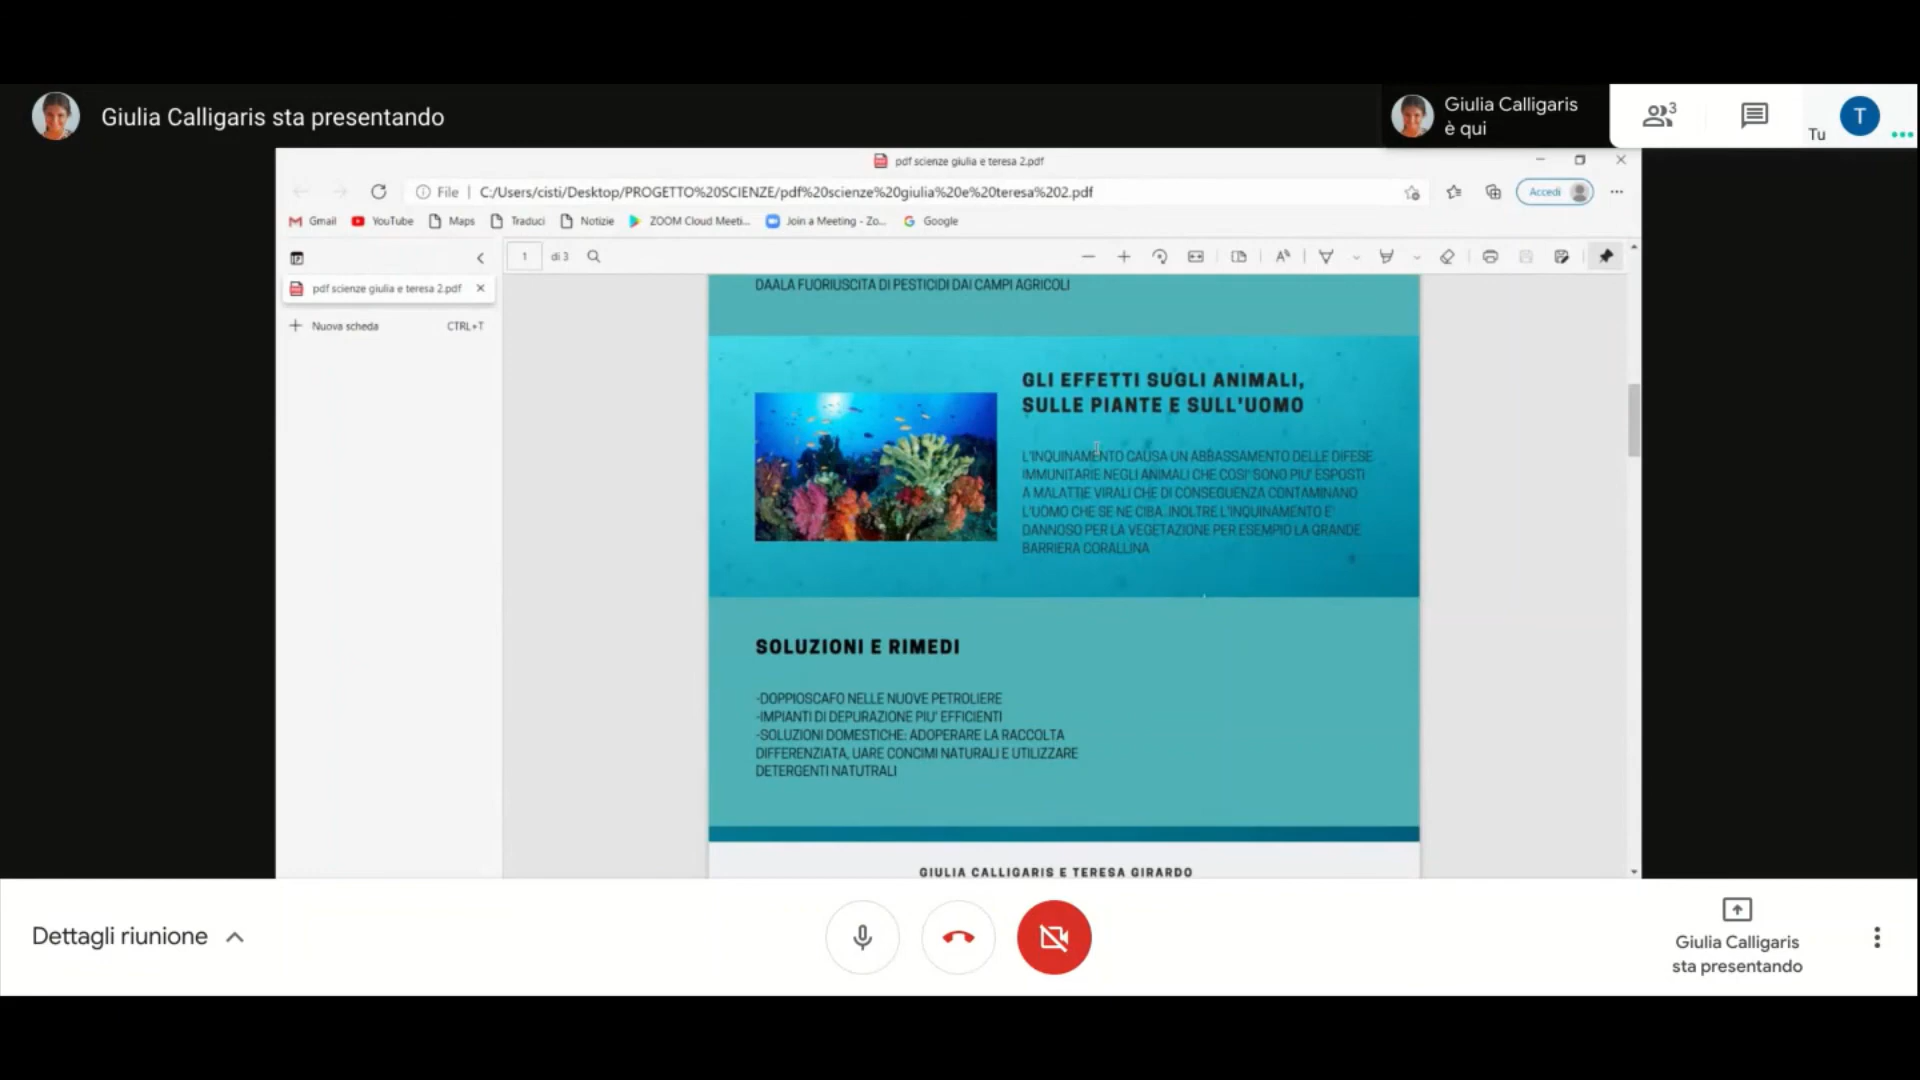 Giulia Calligaris sta presentando
Giulia Calligaris
è qui
3
Tu
T
pdf scienze giulia e teresa 2.pdf
File | C:/Users/cisti/Desktop/PROGETTO%20SCIENZE/pdf%20scienze%20giulia%20e%20teresa%202.pdf
Accedi
Gmail
YouTube
Maps
Traduci
Notizie
ZOOM Cloud Meeti...
Join a Meeting - Zo...
Google
1 di 3
pdf scienze giulia e teresa 2.pdf
Nuova scheda CTRL+T
DAALA FUORIUSCITA DI PESTICIDI DAI CAMPI AGRICOLI
GLI EFFETTI SUGLI ANIMALI,
SULLE PIANTE E SULL'UOMO
L'INQUINAMENTO CAUSA UN ABBASSAMENTO DELLE DIFESE
IMMUNITARIE NEGLI ANIMALI CHE COSI' SONO PIU' ESPOSTI
A MALATTIE VIRALI CHE DI CONSEGUENZA CONTAMINANO
L'UOMO CHE SE NE CIBA. INOLTRE L'INQUINAMENTO E'
DANNOSO PER LA VEGETAZIONE PER ESEMPIO LA GRANDE
BARRIERA CORALLINA
SOLUZIONI E RIMEDI
-DOPPIOSCAFO NELLE NUOVE PETROLIERE
-IMPIANTI DI DEPURAZIONE PIU' EFFICIENTI
-SOLUZIONI DOMESTICHE: ADOPERARE LA RACCOLTA
DIFFERENZIATA, UARE CONCIMI NATURALI E UTILIZZARE
DETERGENTI NATUTRALI
GIULIA CALLIGARIS E TERESA GIRARDO
Dettagli riunione
Giulia Calligaris
sta presentando